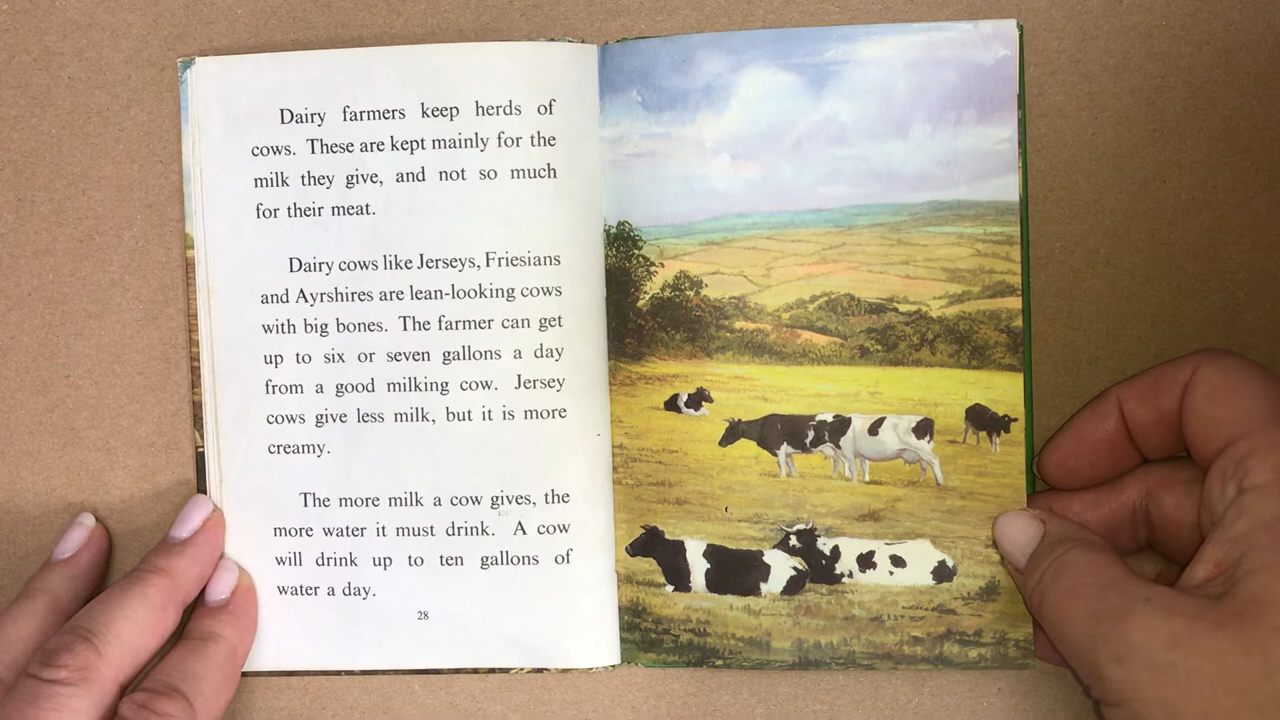 Dairy farmers keep herds of
cows. These are kept mainly for the
milk they give, and not so much
for their meat.
Dairy cows like Jerseys, Friesians
and Ayrshires are lean-looking cows
with big bones. The farmer can get
up to six or seven gallons a day
from a good milking cow. Jersey
cows give less milk, but it is more
creamy.
The more milk a cow gives, the
more water it must drink. A cow
will drink up to ten gallons of
water a day.
28